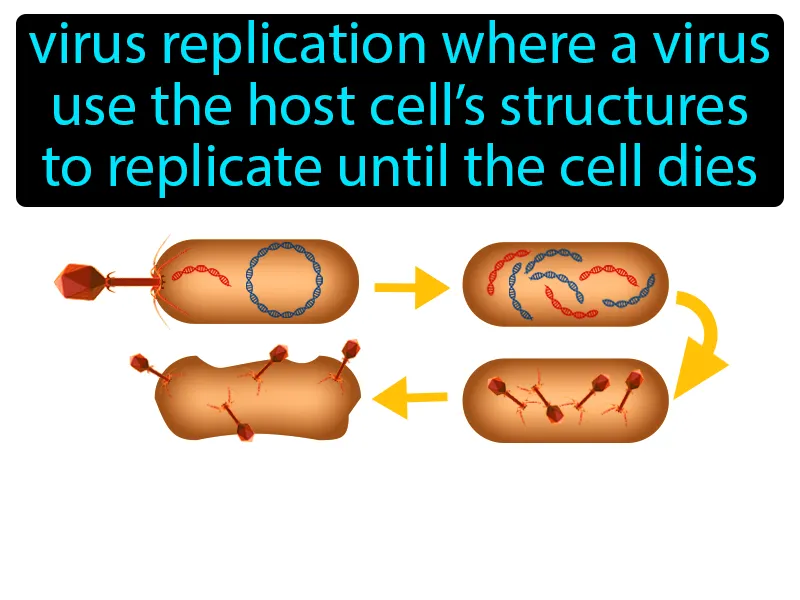 virus replication where a virus
use the host cell’s structures
to replicate until the cell dies